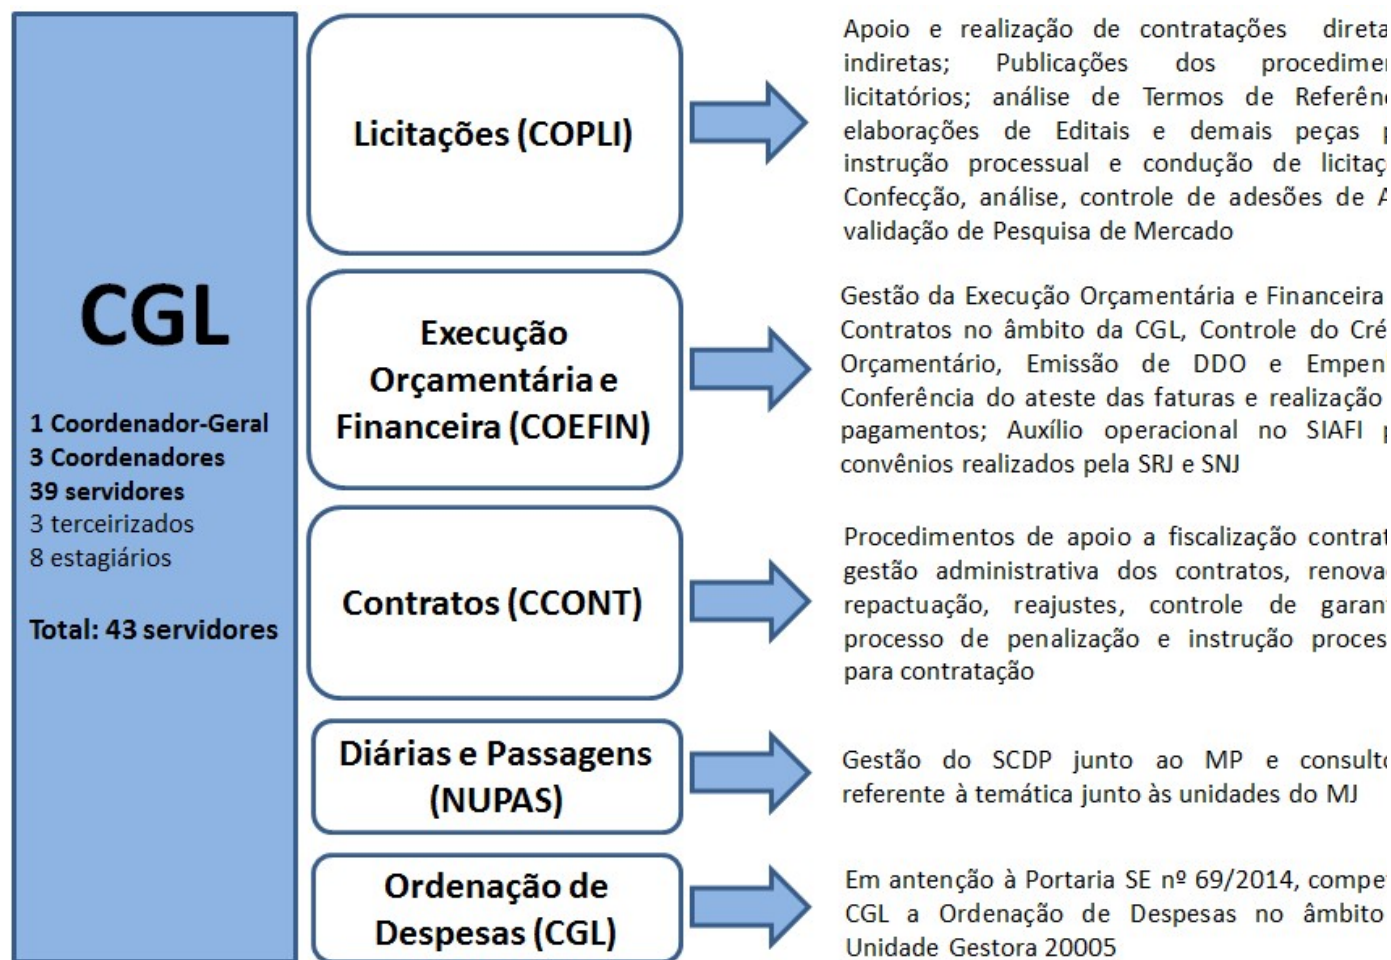 CGL
1 Coordenador-Geral
3 Coordenadores
39 servidores
3 terceirizados
8 estagiários
Total: 43 servidores
Licitações (COPLI)
Apoio e realização de contratações
indiretas; Publicações dos
licitatórios; análise de Termos de
elaborações de Editais e demais peças
instrução processual e condução de
Confecção, análise, controle de adesões de
validação de Pesquisa de Mercado
Execução
Orçamentária e
Financeira (COEFIN)
Gestão da Execução Orçamentária e Financeira
Contratos no âmbito da CGL, Controle do
Orçamentário, Emissão de DDO e
Conferência do ateste das faturas e realização
pagamentos; Auxílio operacional no SIAFI
convênios realizados pela SRJ e SNJ
Contratos (CCONT)
Procedimentos de apoio a fiscalização
gestão administrativa dos contratos,
repactuação, reajustes, controle de
processo de penalização e instrução
para contratação
Diárias e Passagens
(NUPAS)
Gestão do SCDP junto ao MP e
referente à temática junto às unidades do MJ
Ordenação de
Despesas (CGL)
Em antenção à Portaria SE nº 69/2014,
CGL a Ordenação de Despesas no âmbito
Unidade Gestora 20005